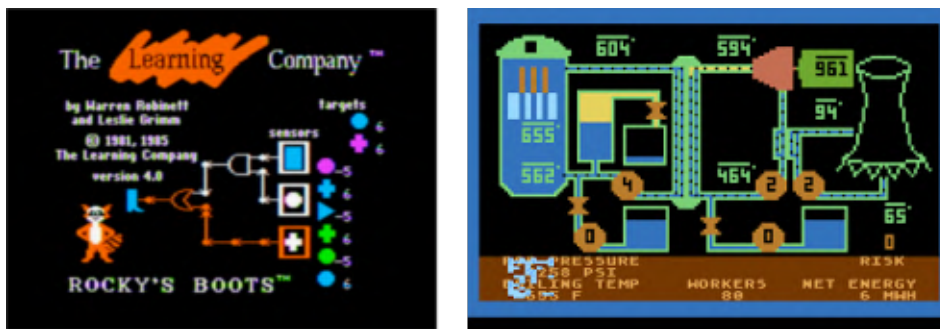 The Learning Company ™
by Warren Robinett
and Leslie Grimm
© 1981, 1985
The Learning Company
version 4.0
targets
sensors
6
6
-5
6
-5
6
-5
6
ROCKY'S BOOTS™
604°
594°
961
94°
655°
562°
4
464°
2
2
65°
0
0
0
PRESSURE
258 PSI
RISK
TEMP
WORKERS
NET ENERGY
F
80
6 MWH